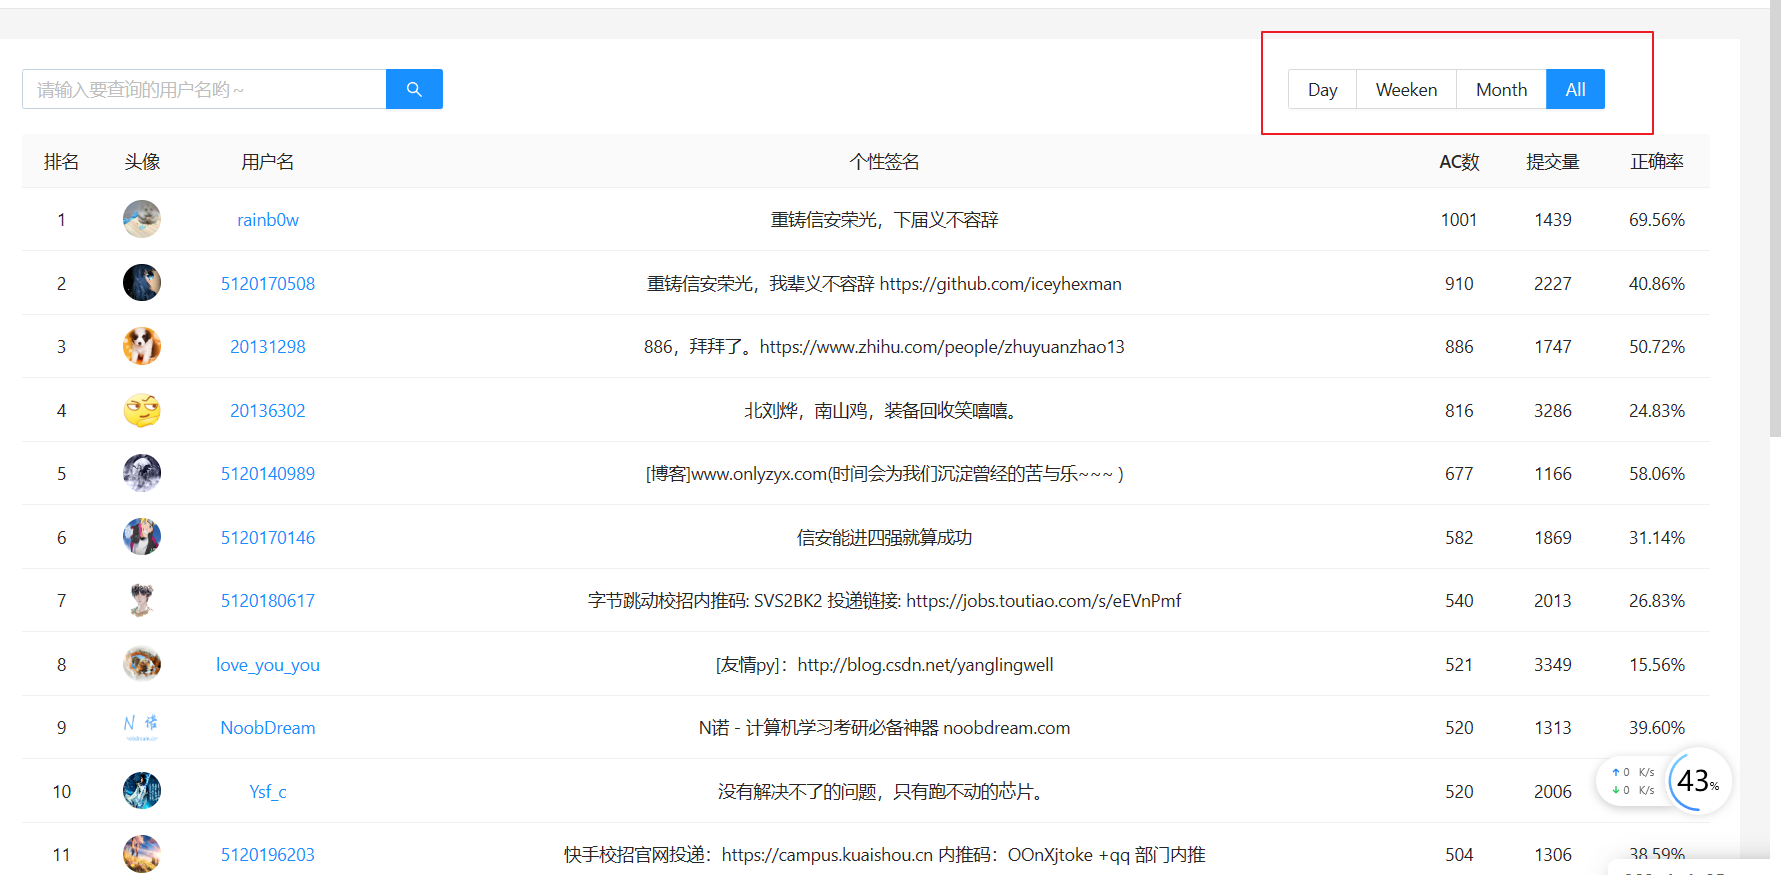 请输入要查询的用户名哟~
Day Weeken Month All
排名 头像 用户名 个性签名 AC数 提交量 正确率
1 rainb0w 重铸信安荣光，下届义不容辞 1001 1439 69.56%
2 5120170508 重铸信安荣光，我辈义不容辞 https://github.com/iceyhexman 910 2227 40.86%
3 20131298 886，拜拜了。https://www.zhihu.com/people/zhuyuanzhao13 886 1747 50.72%
4 20136302 北刘烨，南山鸡，装备回收笑嘻嘻。 816 3286 24.83%
5 5120140989 [博客]www.onlyzyx.com(时间会为我们沉淀曾经的苦与乐~~~ ) 677 1166 58.06%
6 5120170146 信安能进四强就算成功 582 1869 31.14%
7 5120180617 字节跳动校招内推码: SVS2BK2 投递链接: https://jobs.toutiao.com/s/eEVnPmf 540 2013 26.83%
8 love_you_you [友情py]：http://blog.csdn.net/yanglingwell 521 3349 15.56%
9 N 诺 noobdream.com NoobDream N诺 - 计算机学习考研必备神器 noobdream.com 520 1313 39.60%
10 Ysf_c 没有解决不了的问题，只有跑不动的芯片。 520 2006
↑ 0 K/s
↓ 0 K/s
43%
11 5120196203 快手校招官网投递：https://campus.kuaishou.cn 内推码：OOnXjtoke +qq 部门内推 504 1306 38.59%